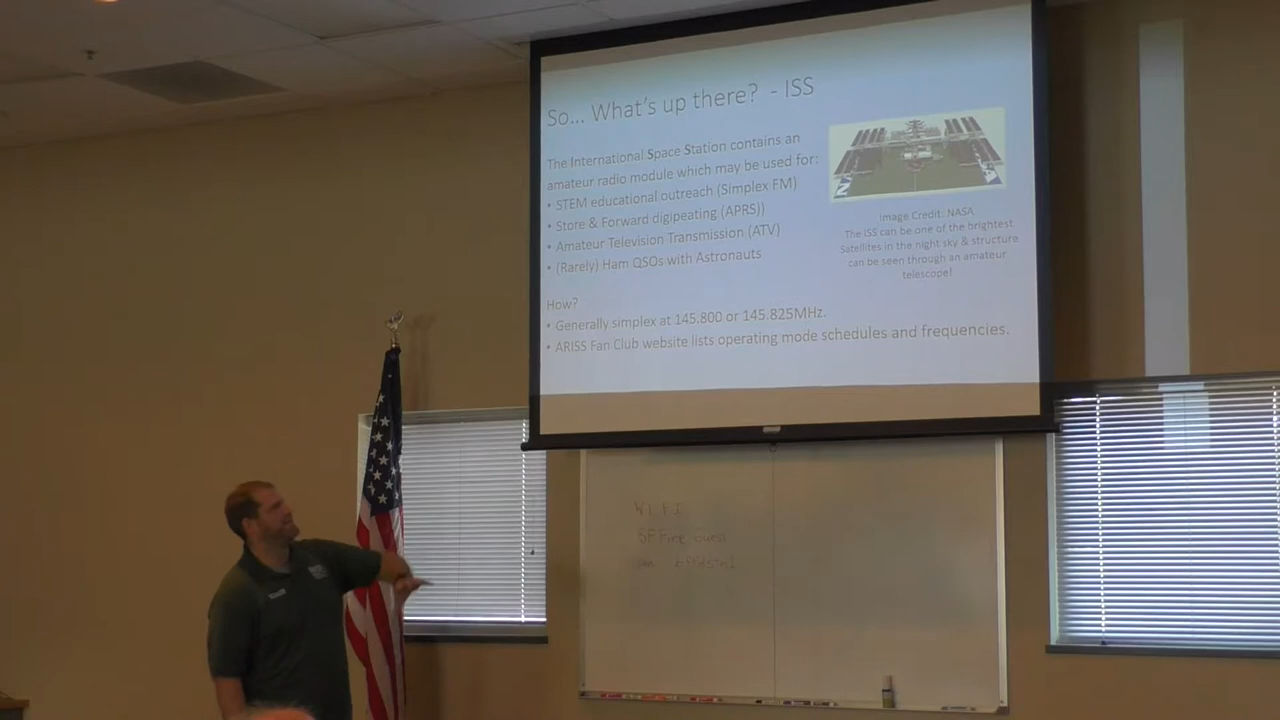 So... What's up there? - ISS
The International Space Station contains an
amateur radio module which may be used for:
• STEM educational outreach (Simplex FM)
• Store & Forward digipeating (APRS))
• Amateur Television Transmission (ATV)
• (Rarely) Ham QSOs with Astronauts
How?
• Generally simplex at 145.800 or 145.825MHz.
• ARISS Fan Club website lists operating mode schedules and frequencies.
Image Credit: NASA
The ISS can be one of the brightest
Satellites in the night sky & structure
can be seen through an amateur
telescope!
WIFI
SF Fire Guest